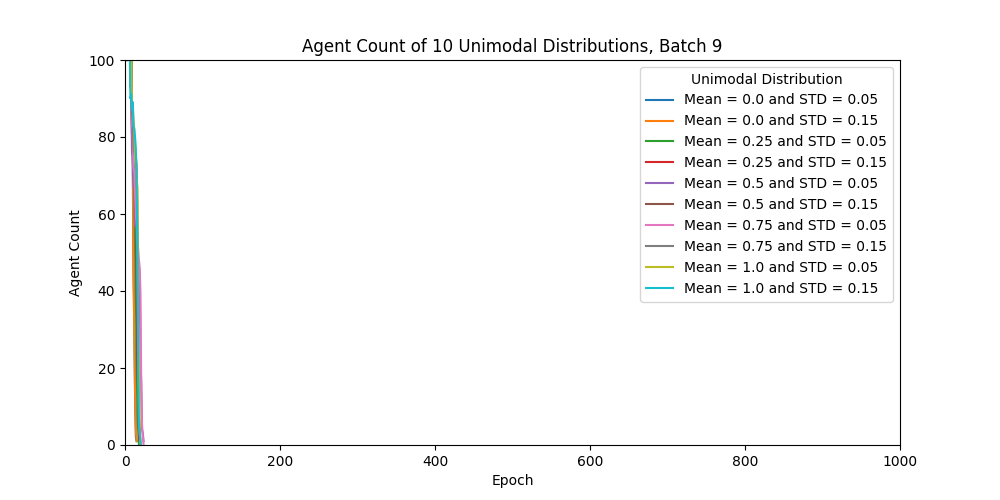 Agent Count of 10 Unimodal Distributions, Batch 9
100
80
60
40
20
0
Agent Count
0
200
400
600
800
1000
Epoch
Unimodal Distribution
Mean = 0.0 and STD = 0.05
Mean = 0.0 and STD = 0.15
Mean = 0.25 and STD = 0.05
Mean = 0.25 and STD = 0.15
Mean = 0.5 and STD = 0.05
Mean = 0.5 and STD = 0.15
Mean = 0.75 and STD = 0.05
Mean = 0.75 and STD = 0.15
Mean = 1.0 and STD = 0.05
Mean = 1.0 and STD = 0.15